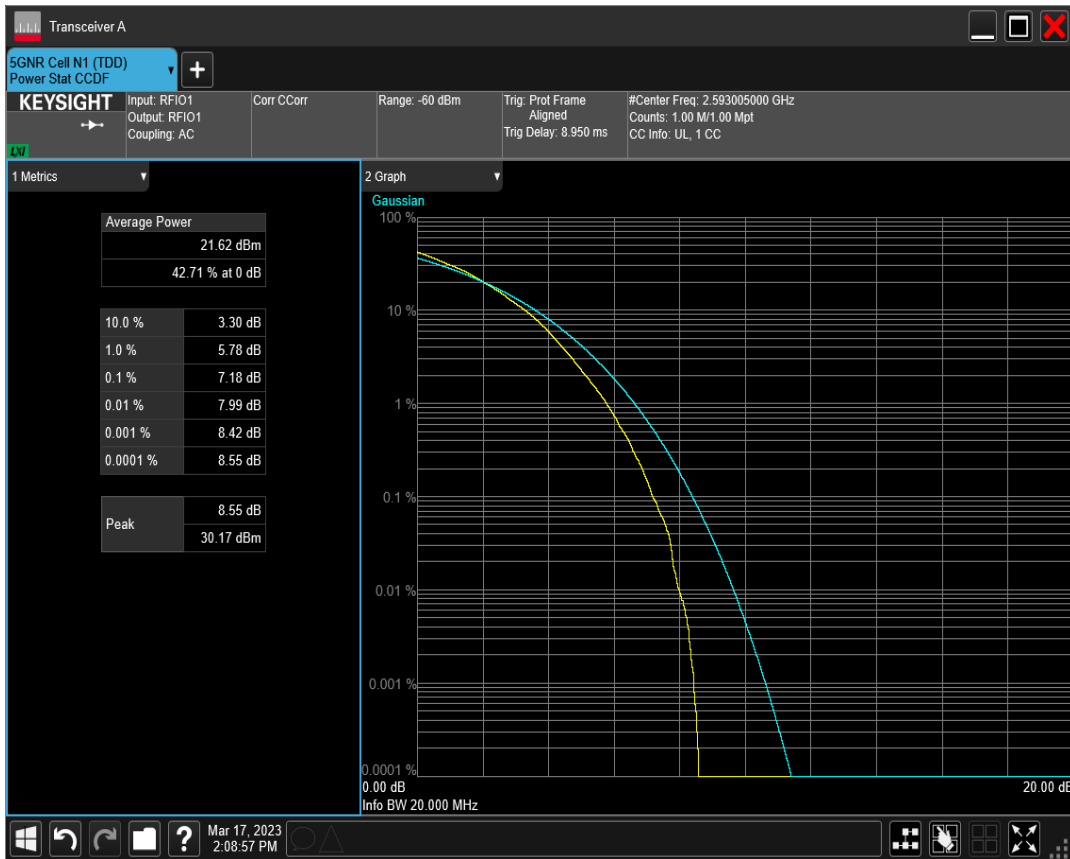 Transceiver A
5GNR Cell N1 (TDD)
Power Stat CCDF
KEYSIGHT
LXI
Input: RFIO1
Output: RFIO1
Coupling: AC
Corr CCorr
Range: -60 dBm
Trig: Prot Frame
Aligned
Trig Delay: 8.950 ms
#Center Freq: 2.593005000 GHz
Counts: 1.00 M/1.00 Mpt
CC Info: UL, 1 CC
1 Metrics
Average Power
21.62 dBm
42.71 % at 0 dB
10.0 % 3.30 dB
1.0 % 5.78 dB
0.1 % 7.18 dB
0.01 % 7.99 dB
0.001 % 8.42 dB
0.0001 % 8.55 dB
Peak 8.55 dB
30.17 dBm
2 Graph
Gaussian
100 %
10 %
1 %
0.1 %
0.01 %
0.001 %
0.0001 %
0.00 dB 20.00 dB
Info BW 20.000 MHz
Mar 17, 2023
2:08:57 PM